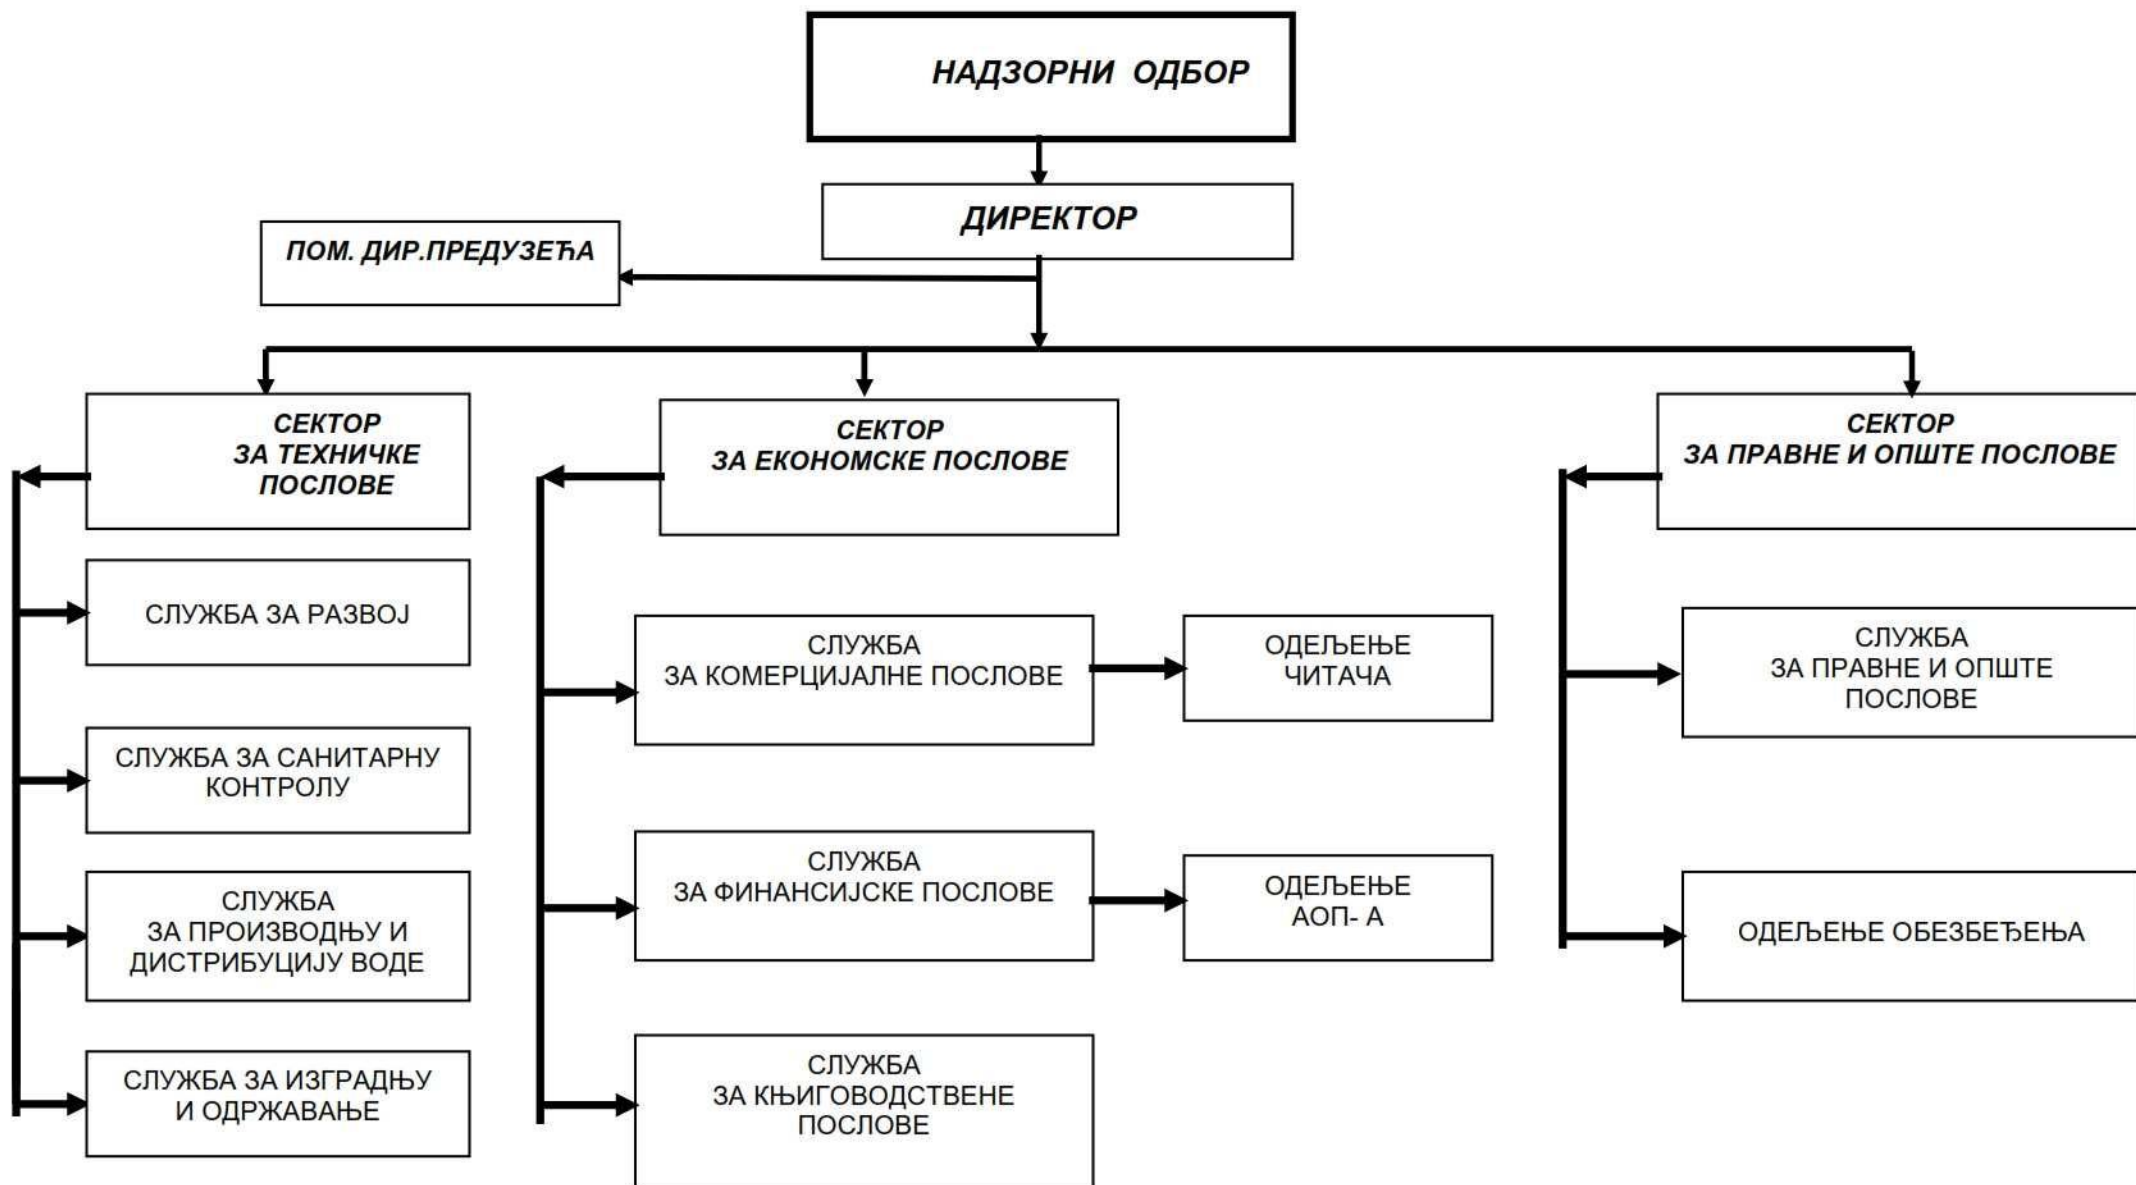 НАДЗОРНИ ОДБОР
ДИРЕКТОР
ПОМ. ДИР.ПРЕДУЗЕЋА
СЕКТОР
ЗА ТЕХНИЧКЕ
ПОСЛОВЕ
СЛУЖБА ЗА РАЗВОЈ
СЛУЖБА ЗА САНИТАРНУ
КОНТРОЛУ
СЛУЖБА
ЗА ПРОИЗВОДЊУ И
ДИСТРИБУЦИЈУ ВОДЕ
СЛУЖБА ЗА ИЗГРАДЊУ
И ОДРЖАВАЊЕ
СЕКТОР
ЗА ЕКОНОМСКЕ ПОСЛОВЕ
СЛУЖБА
ЗА КОМЕРЦИЈАЛНЕ ПОСЛОВЕ
ОДЕЉЕЊЕ
ЧИТАЧА
СЛУЖБА
ЗА ФИНАНСИЈСКЕ ПОСЛОВЕ
ОДЕЉЕЊЕ
АОП- А
СЛУЖБА
ЗА КЊИГОВОДСТВЕНЕ
ПОСЛОВЕ
СЕКТОР
ЗА ПРАВНЕ И ОПШТЕ ПОСЛОВЕ
СЛУЖБА
ЗА ПРАВНЕ И ОПШТЕ
ПОСЛОВЕ
ОДЕЉЕЊЕ ОБЕЗБЕЂЕЊА